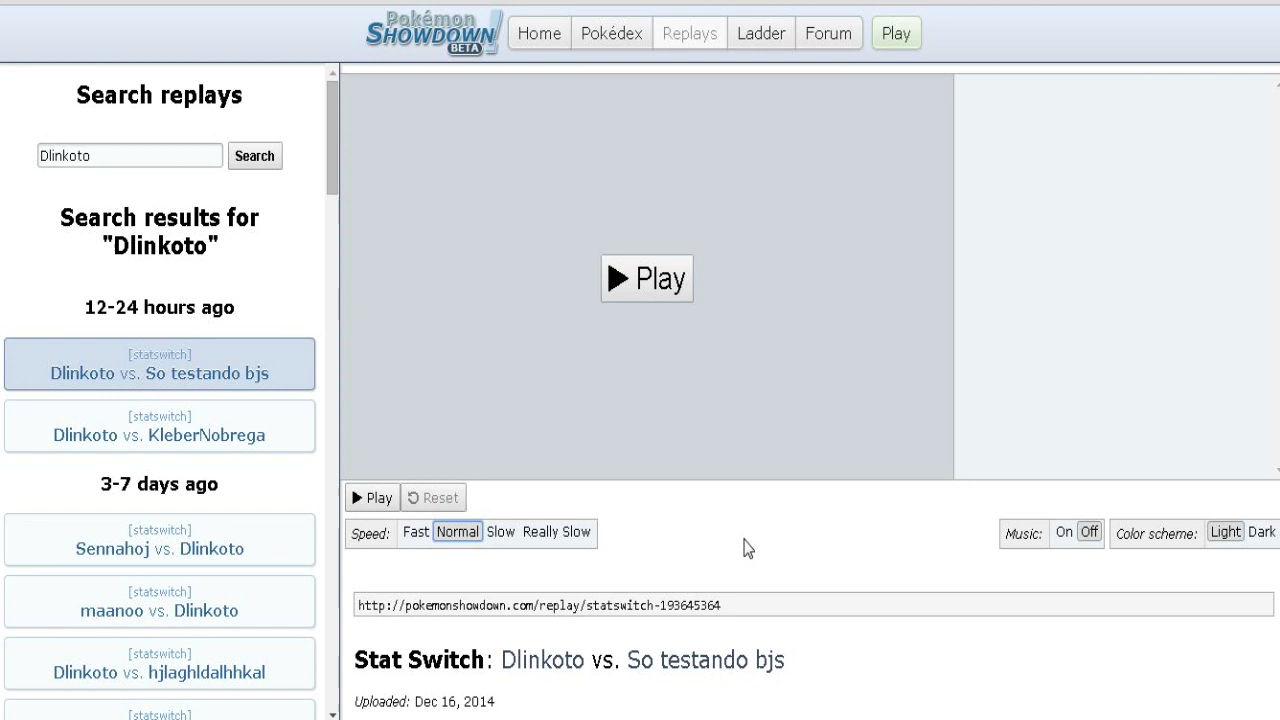 Pokémon
SHOWDOWN!
BETA
Home Pokédex Replays Ladder Forum Play
Search replays
Dlinkoto Search
Search results for
"Dlinkoto"
12-24 hours ago
[statswitch]
Dlinkoto vs. So testando bjs
[statswitch]
Dlinkoto vs. KleberNobrega
3-7 days ago
[statswitch]
Sennahoj vs. Dlinkoto
[statswitch]
maanoo vs. Dlinkoto
[statswitch]
Dlinkoto vs. hjlaghldalhhkal
[statswitch]
Play
Play Reset
Speed: Fast Normal Slow Really Slow
Music: On Off Color scheme: Light Dark
http://pokemonshowdown.com/replay/statswitch-193645364
Stat Switch: Dlinkoto vs. So testando bjs
Uploaded: Dec 16, 2014